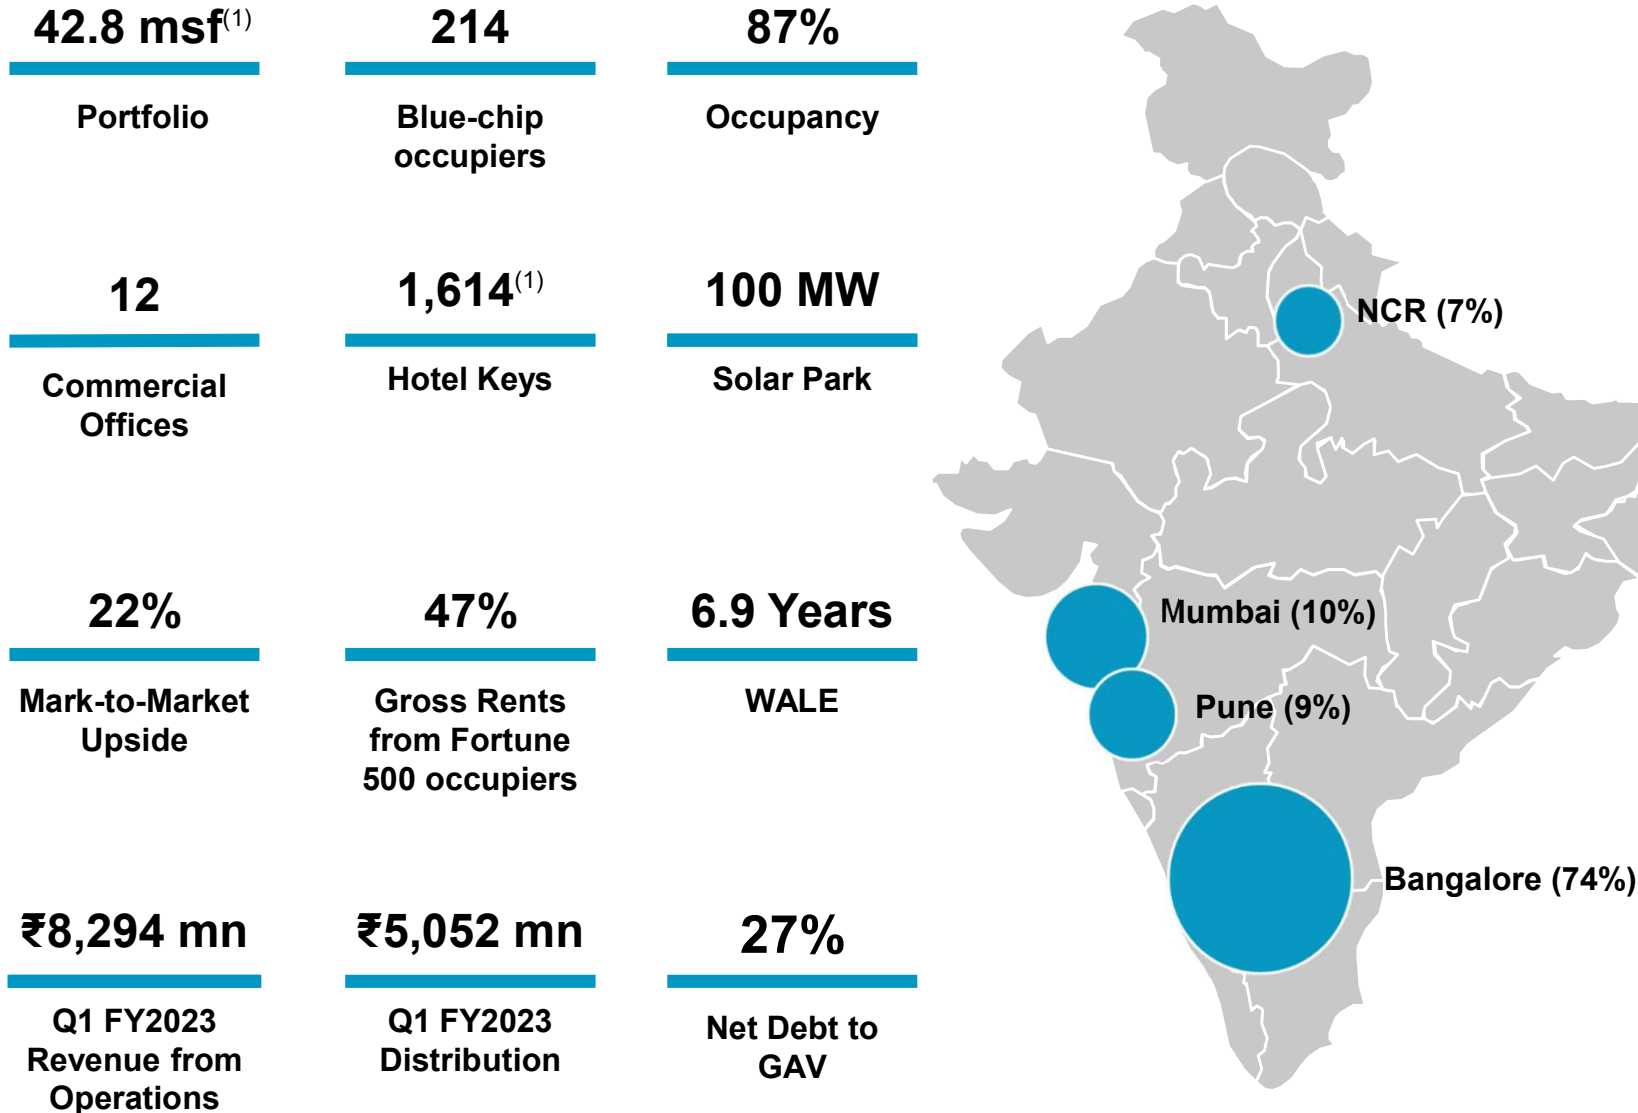 42.8 msf(1)
Portfolio
214
Blue-chip
occupiers
87%
Occupancy
12
Commercial
Offices
1,614(1)
Hotel Keys
100 MW
Solar Park
22%
Mark-to-Market
Upside
47%
Gross Rents
from Fortune
500 occupiers
6.9 Years
WALE
₹8,294 mn
Q1 FY2023
Revenue from
Operations
₹5,052 mn
Q1 FY2023
Distribution
27%
Net Debt to
GAV
NCR (7%)
Mumbai (10%)
Pune (9%)
Bangalore (74%)